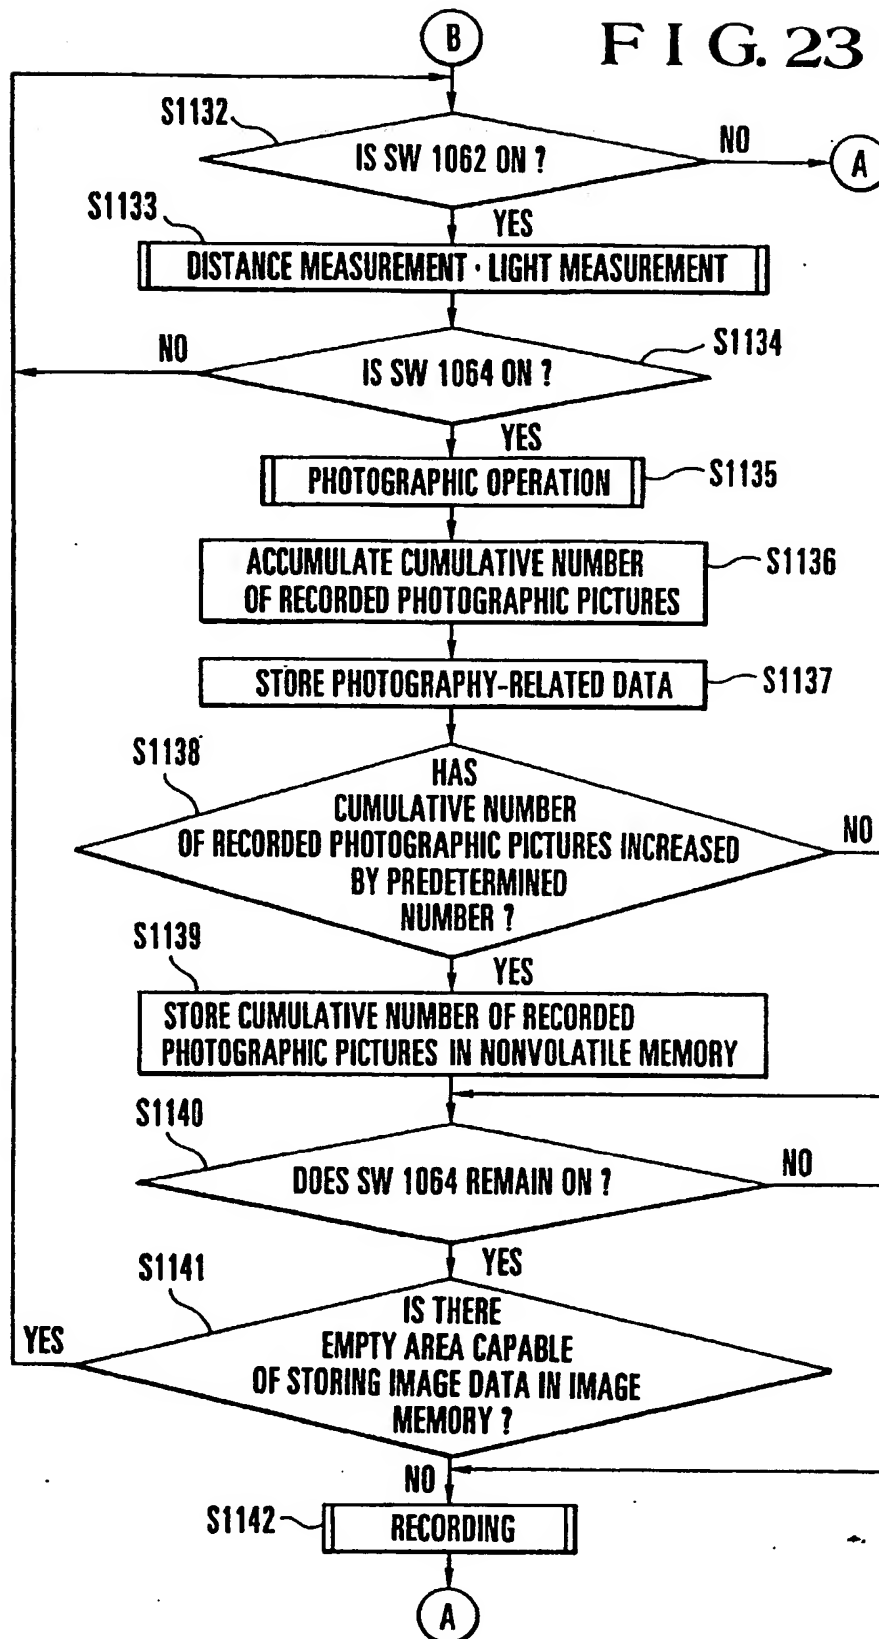 B
F I G. 23
S1132
IS SW 1062 ON ?
NO
A
YES
S1133
DISTANCE MEASUREMENT · LIGHT MEASUREMENT
NO
S1134
IS SW 1064 ON ?
YES
PHOTOGRAPHIC OPERATION
S1135
ACCUMULATE CUMULATIVE NUMBER
OF RECORDED PHOTOGRAPHIC PICTURES
S1136
STORE PHOTOGRAPHY-RELATED DATA
S1137
S1138
HAS
CUMULATIVE NUMBER
OF RECORDED PHOTOGRAPHIC PICTURES INCREASED
BY PREDETERMINED
NUMBER ?
NO
S1139
YES
STORE CUMULATIVE NUMBER OF RECORDED
PHOTOGRAPHIC PICTURES IN NONVOLATILE MEMORY
S1140
DOES SW 1064 REMAIN ON ?
NO
YES
S1141
IS THERE
EMPTY AREA CAPABLE
OF STORING IMAGE DATA IN IMAGE
MEMORY ?
YES
NO
S1142
RECORDING
A